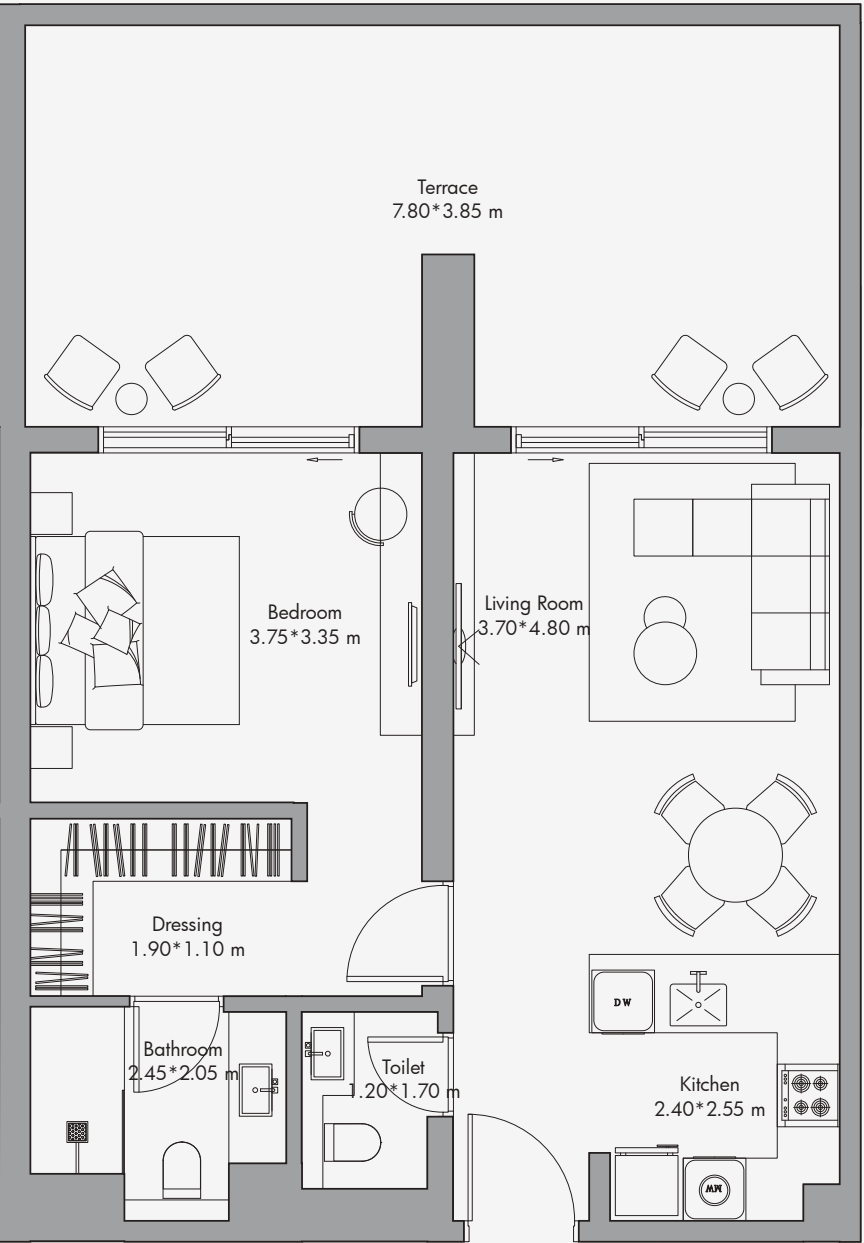 Terrace
7.80*3.85 m
Bedroom
3.75*3.35 m
Living Room
3.70*4.80 m
Dressing
1.90*1.10 m
DW
Bathroom
2.45*2.05 m
Toilet
1.20*1.70 m
Kitchen
2.40*2.55 m
MW